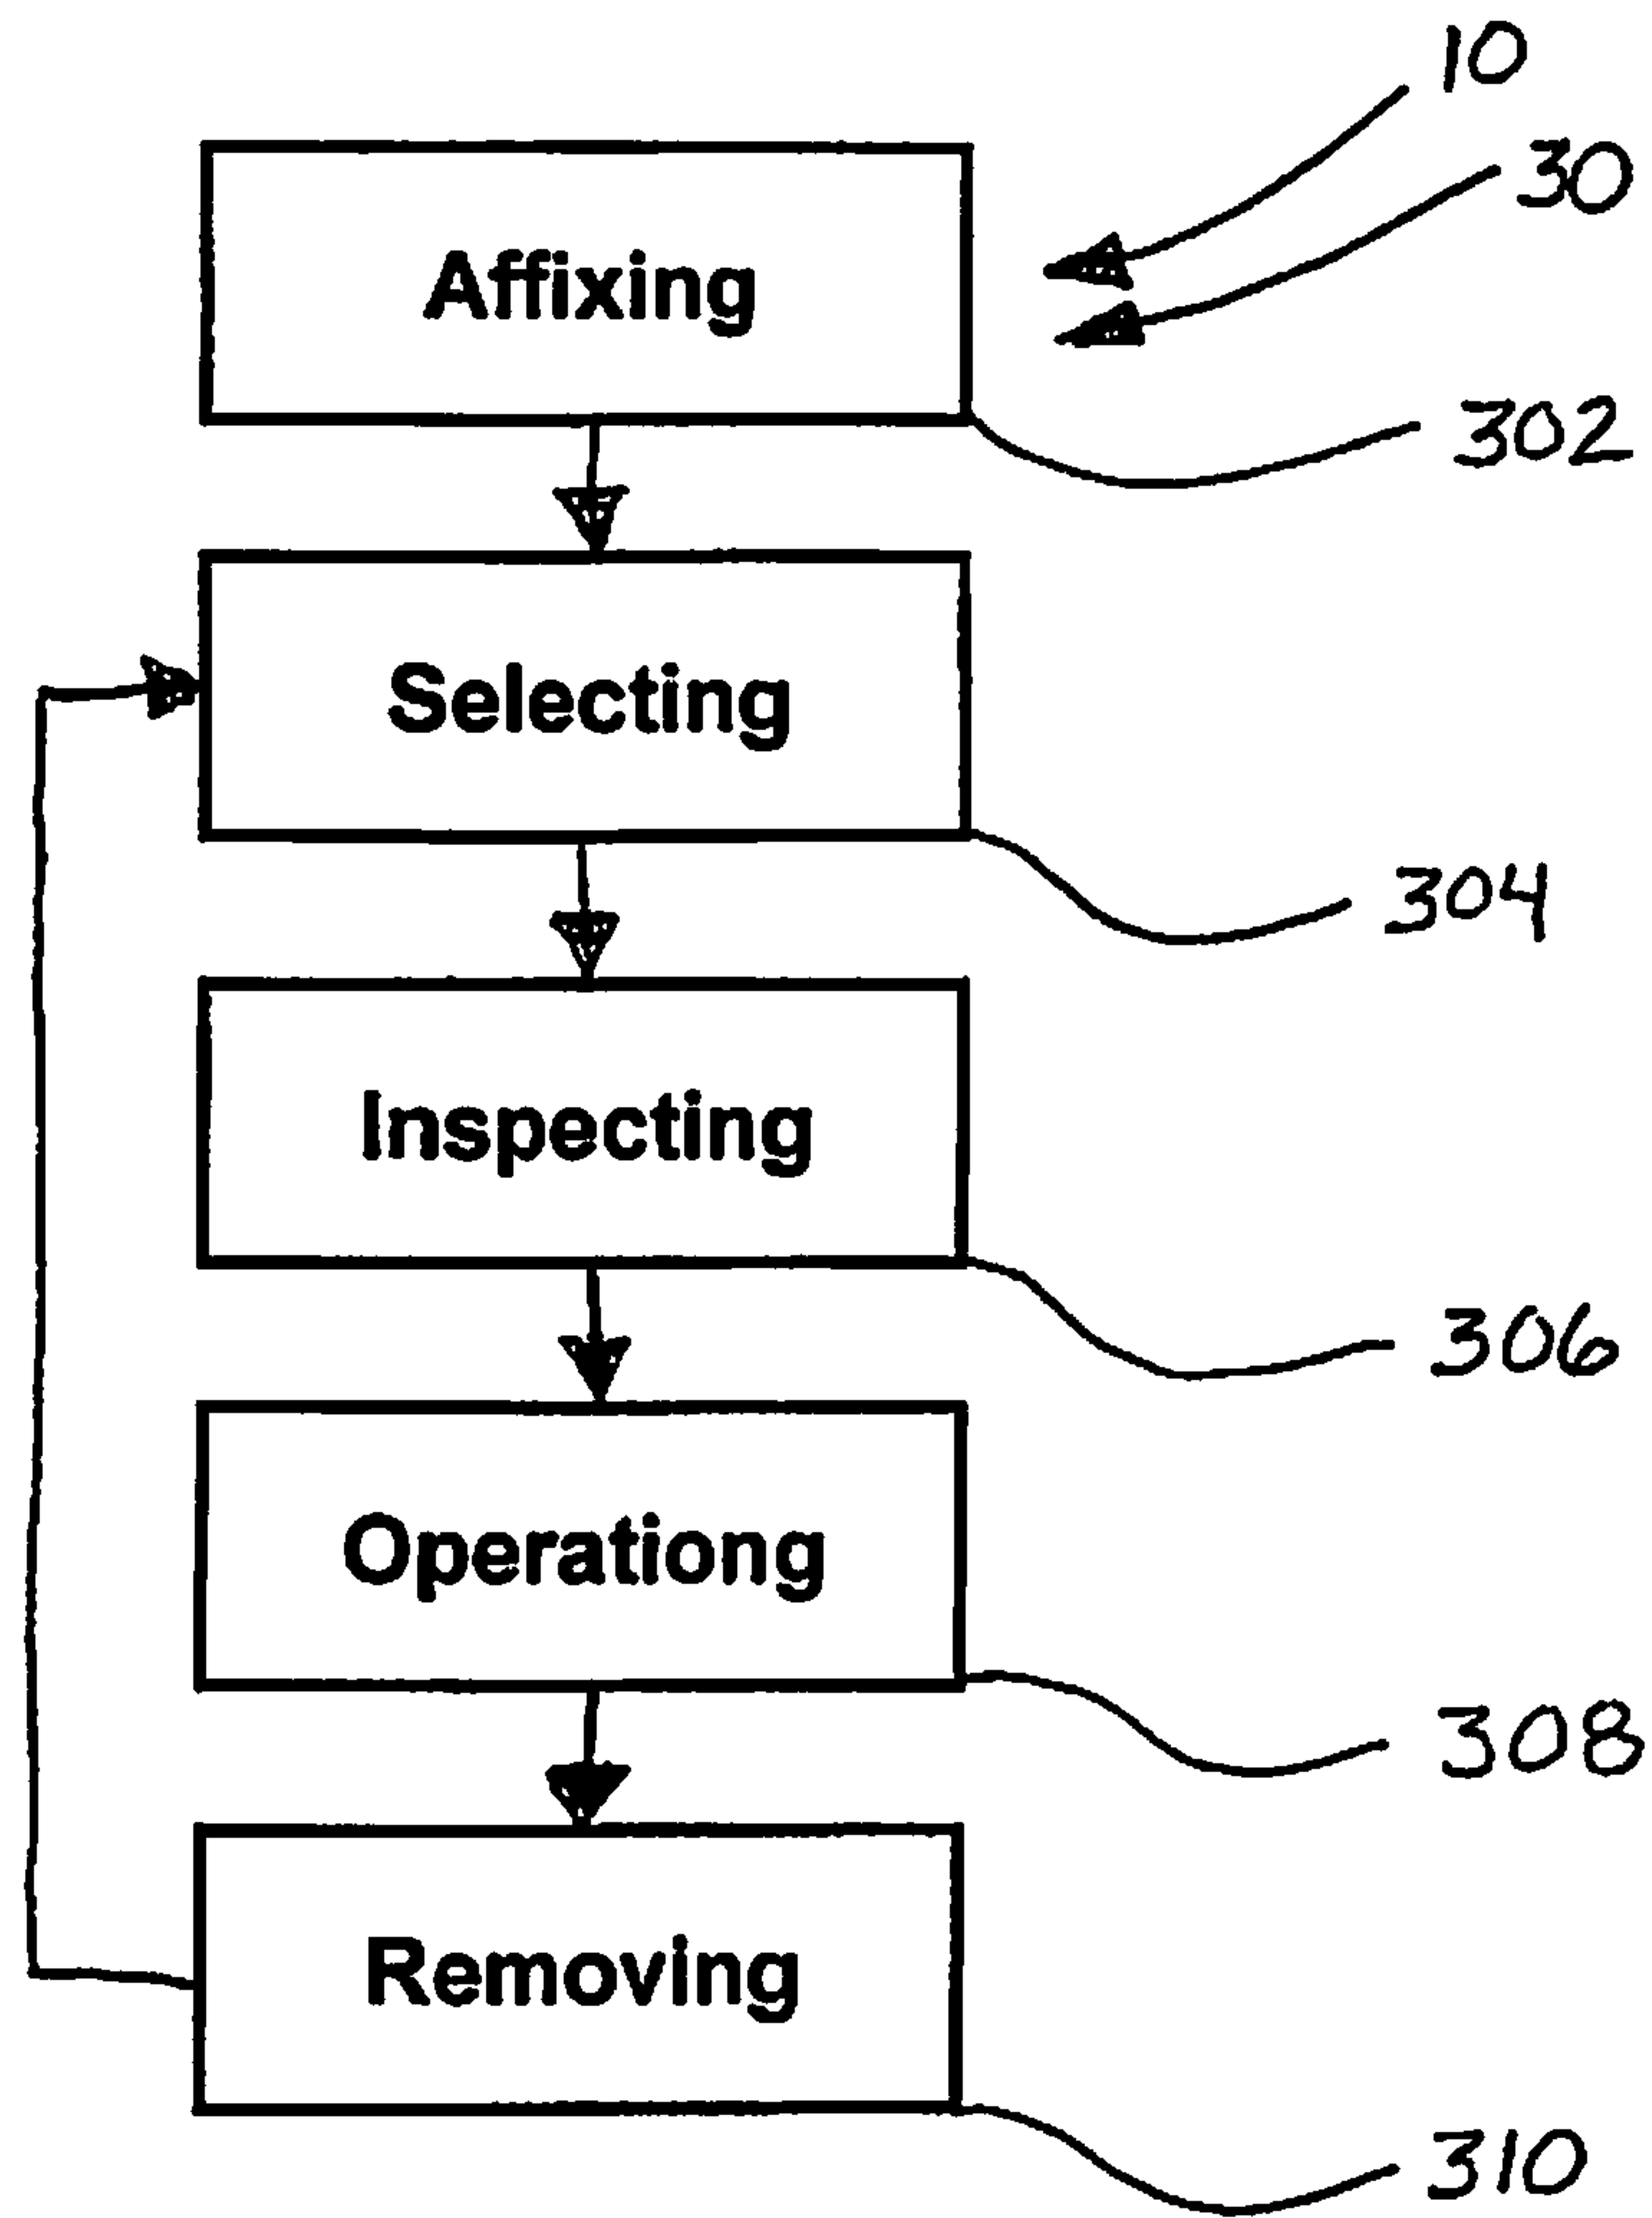 10
30
Affixing
302
Selecting
304
Inspecting
306
Operationg
308
Removing
310